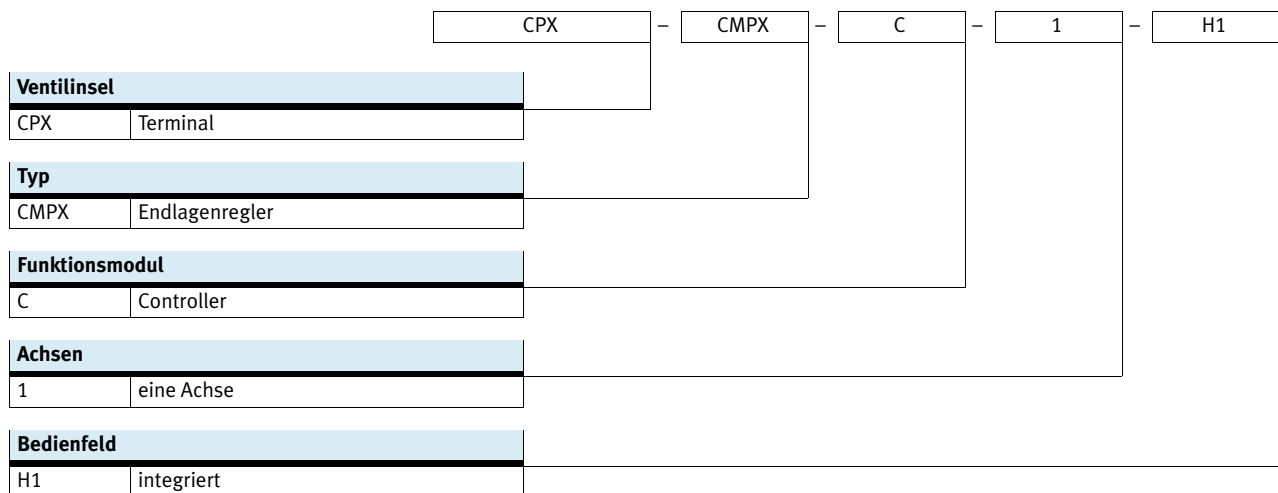 CPX – CMPX – C – 1 – H1
Ventilinsel
CPX Terminal
Typ
CMPX Endlagenregler
Funktionsmodul
C Controller
Achsen
1 eine Achse
Bedienfeld
H1 integriert